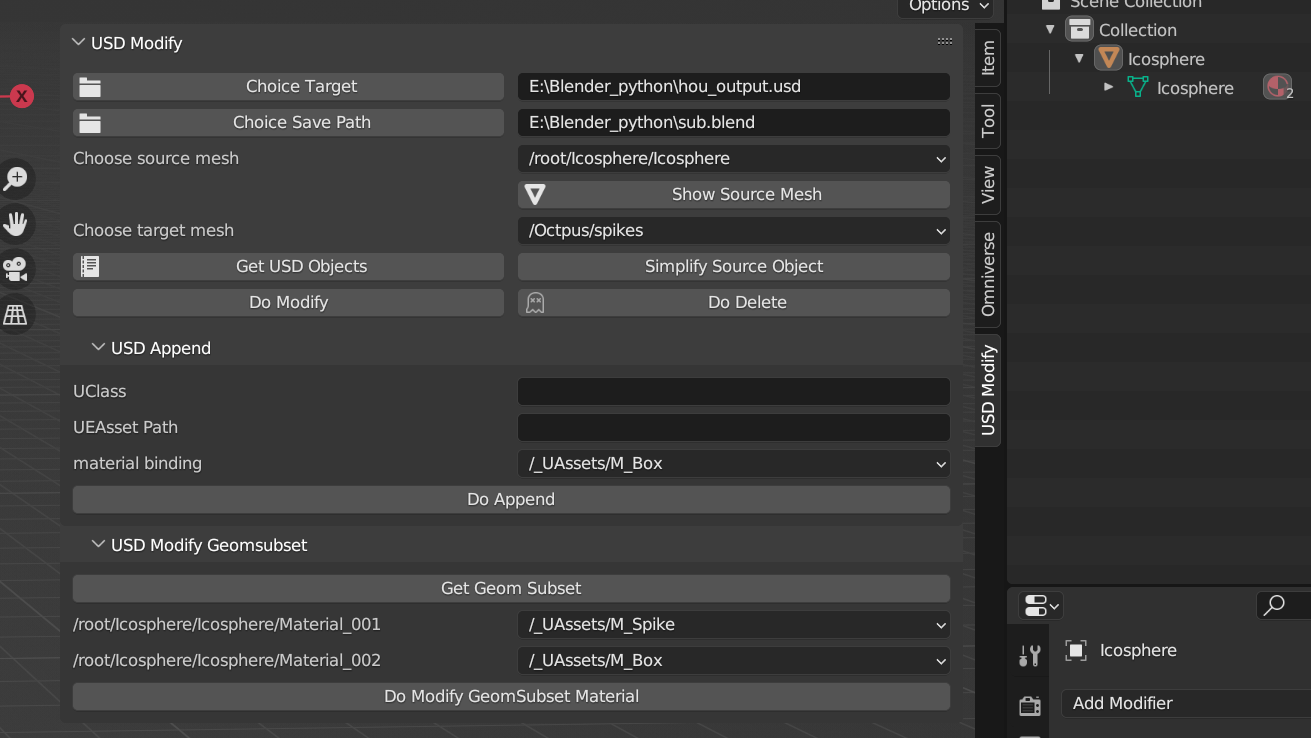 Options
USD Modify
Choice Target
E:\Blender_python\hou_output.usd
Choice Save Path
E:\Blender_python\sub.blend
Choose source mesh
/root/Icosphere/Icosphere
Show Source Mesh
Choose target mesh
/Octpus/spikes
Get USD Objects
Simplify Source Object
Do Modify
Do Delete
USD Append
UClass
UEAsset Path
material binding
/_UAssets/M_Box
Do Append
USD Modify Geomsubset
Get Geom Subset
/root/Icosphere/Icosphere/Material_001
/_UAssets/M_Spike
/root/Icosphere/Icosphere/Material_002
/_UAssets/M_Box
Do Modify GeomSubset Material
X
Item
Tool
View
Omniverse
USD Modify
Scene Collection
Collection
Icosphere
Icosphere
2
Icosphere
Add Modifier